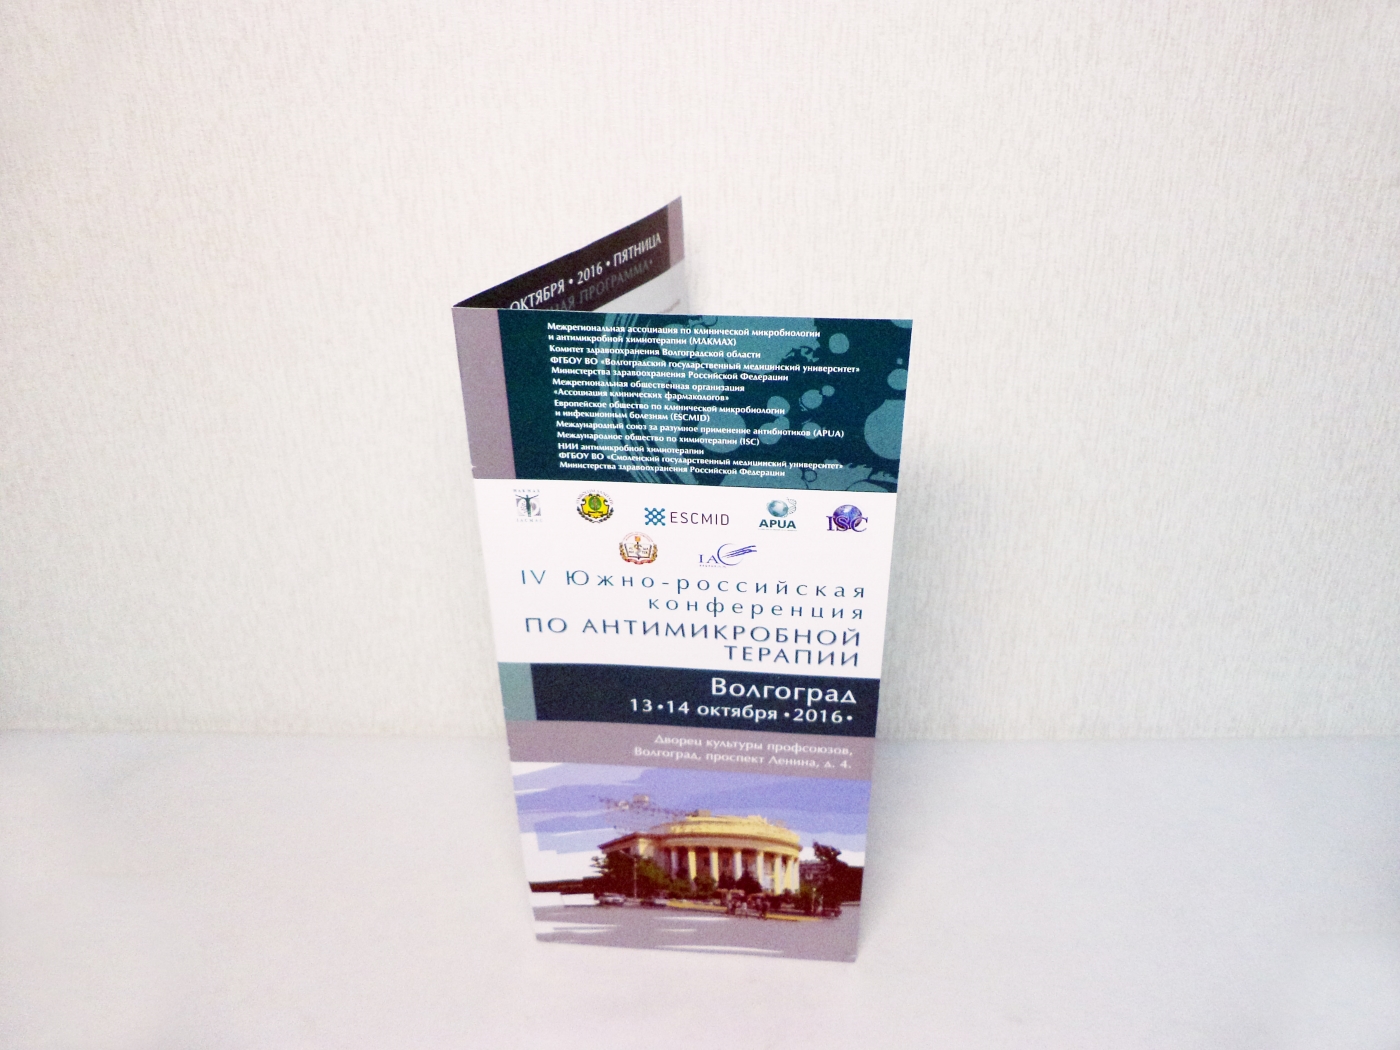 ОКТЯБРЯ • 2016 • ПЯТНИЦА
ПРОГРАММА•
Межрегиональная ассоциация по клинической микробиологии
и антимикробной химиотерапии (МАКМАХ)
Комитет здравоохранения Волгоградской области
ФГБОУ ВО «Волгоградский государственный медицинский университет»
Министерства здравоохранения Российской Федерации
Межрегиональная общественная организация
«Ассоциация клинических фармакологов»
Европейское общество по клинической микробиологии
и инфекционным болезням (ESCMID)
Международный союз за разумное применение антибиотиков (APUA)
Международное общество по химиотерапии (ISC)
НИИ антимикробной химиотерапии
ФГБОУ ВО «Смоленский государственный медицинский университет»
Министерства здравоохранения Российской Федерации
ESCMID
APUA
ISC
IAC
IV Южно-российская
конференция
ПО АНТИМИКРОБНОЙ
ТЕРАПИИ
Волгоград
13•14 октября •2016•
Дворец культуры профсоюзов,
Волгоград, проспект Ленина, д. 4.